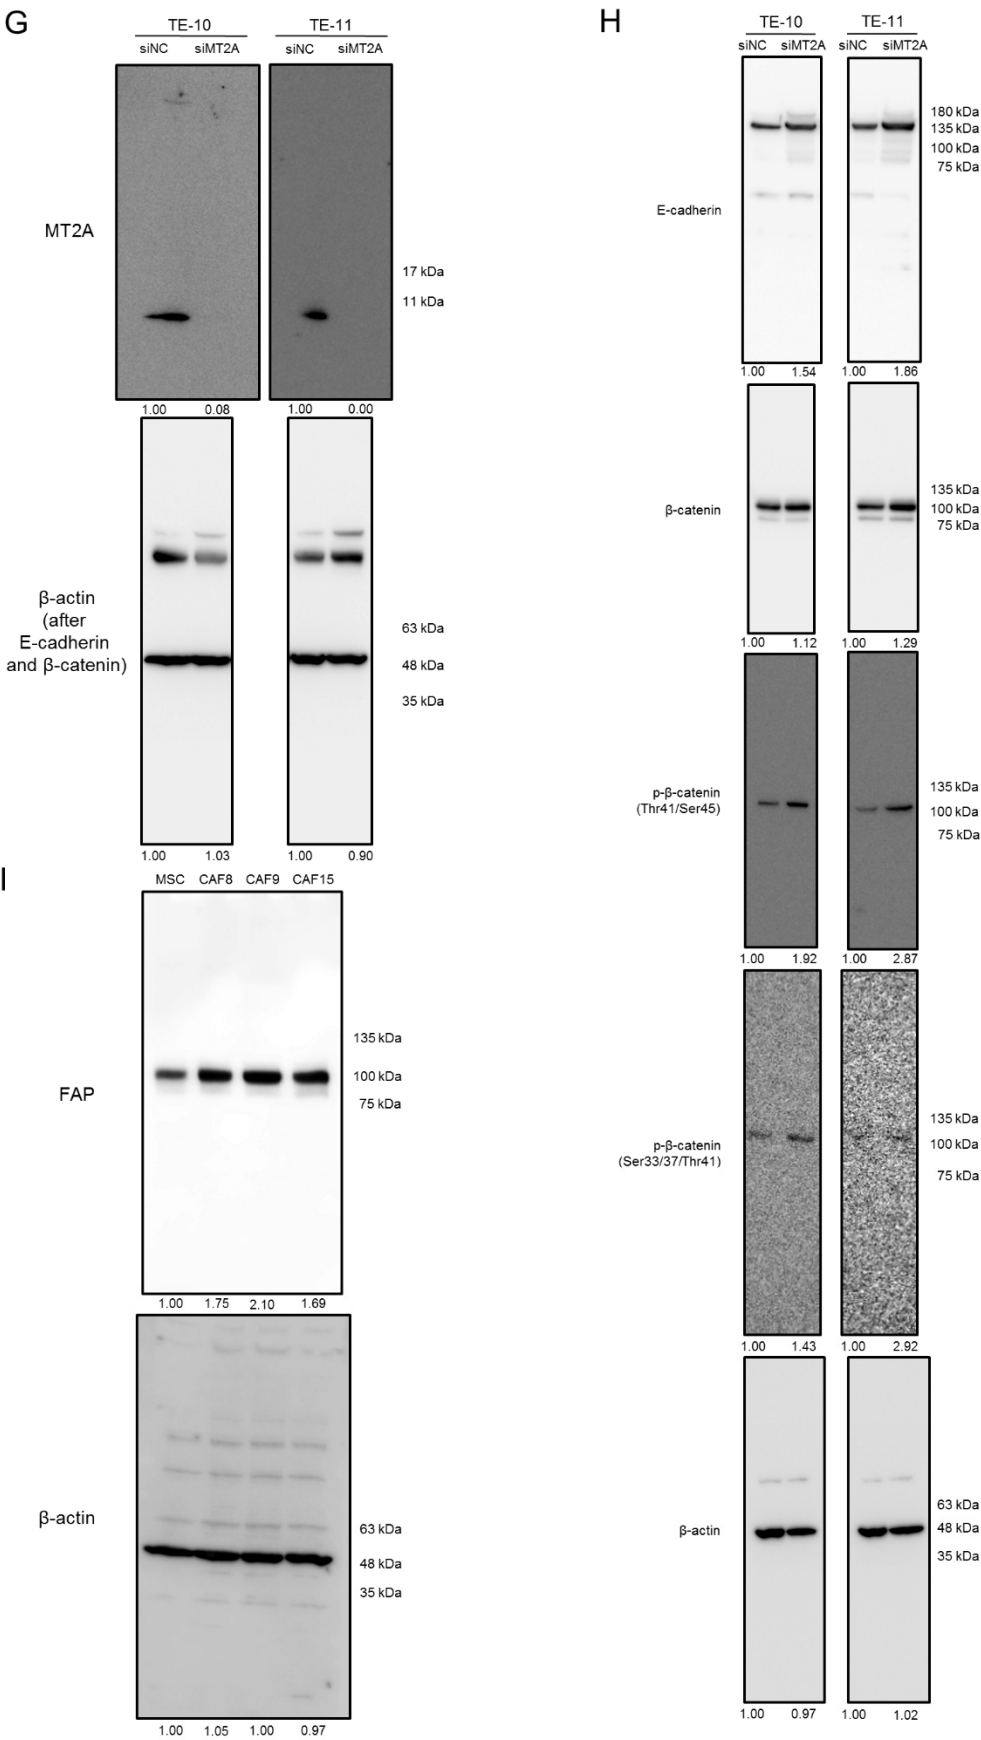 G
TE-10 TE-11
siNC siMT2A siNC siMT2A
MT2A
17 kDa
11 kDa
1.00 0.08 1.00 0.00
β-actin
(after
E-cadherin
and β-catenin)
63 kDa
48 kDa
35 kDa
1.00 1.03 1.00 0.90
I
MSC CAF8 CAF9 CAF15
FAP
135 kDa
100 kDa
75 kDa
1.00 1.75 2.10 1.69
β-actin
63 kDa
48 kDa
35 kDa
1.00 1.05 1.00 0.97
H
TE-10 TE-11
siNC siMT2A siNC siMT2A
180 kDa
135 kDa
100 kDa
75 kDa
E-cadherin
1.00 1.54 1.00 1.86
135 kDa
100 kDa
75 kDa
β-catenin
1.00 1.12 1.00 1.29
p-β-catenin
(Thr41/Ser45)
135 kDa
100 kDa
75 kDa
1.00 1.92 1.00 2.87
p-β-catenin
(Ser33/37/Thr41)
135 kDa
100 kDa
75 kDa
1.00 1.43 1.00 2.92
β-actin
63 kDa
48 kDa
35 kDa
1.00 0.97 1.00 1.02